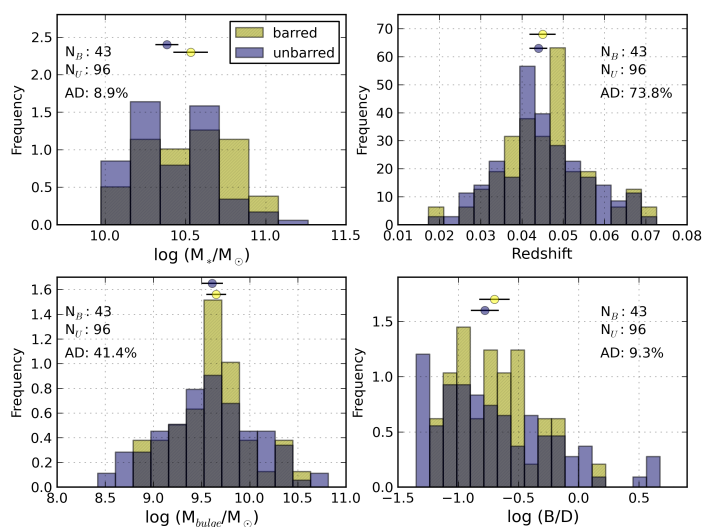 2.5
2.0
1.5
1.0
0.5
0.0
Frequency
N_B: 43
N_U: 96
AD: 8.9%
barred
unbarred
10.0 10.5 11.0 11.5
log (M_*/M_⊙)
70
60
50
40
30
20
10
0
Frequency
N_B: 43
N_U: 96
AD: 73.8%
0.01 0.02 0.03 0.04 0.05 0.06 0.07 0.08
Redshift
1.6
1.4
1.2
1.0
0.8
0.6
0.4
0.2
0.0
Frequency
N_B: 43
N_U: 96
AD: 41.4%
8.0 8.5 9.0 9.5 10.0 10.5 11.0
log (M_bulge/M_⊙)
1.5
1.0
0.5
0.0
Frequency
N_B: 43
N_U: 96
AD: 9.3%
−1.5 −1.0 −0.5 0.0 0.5
log (B/D)